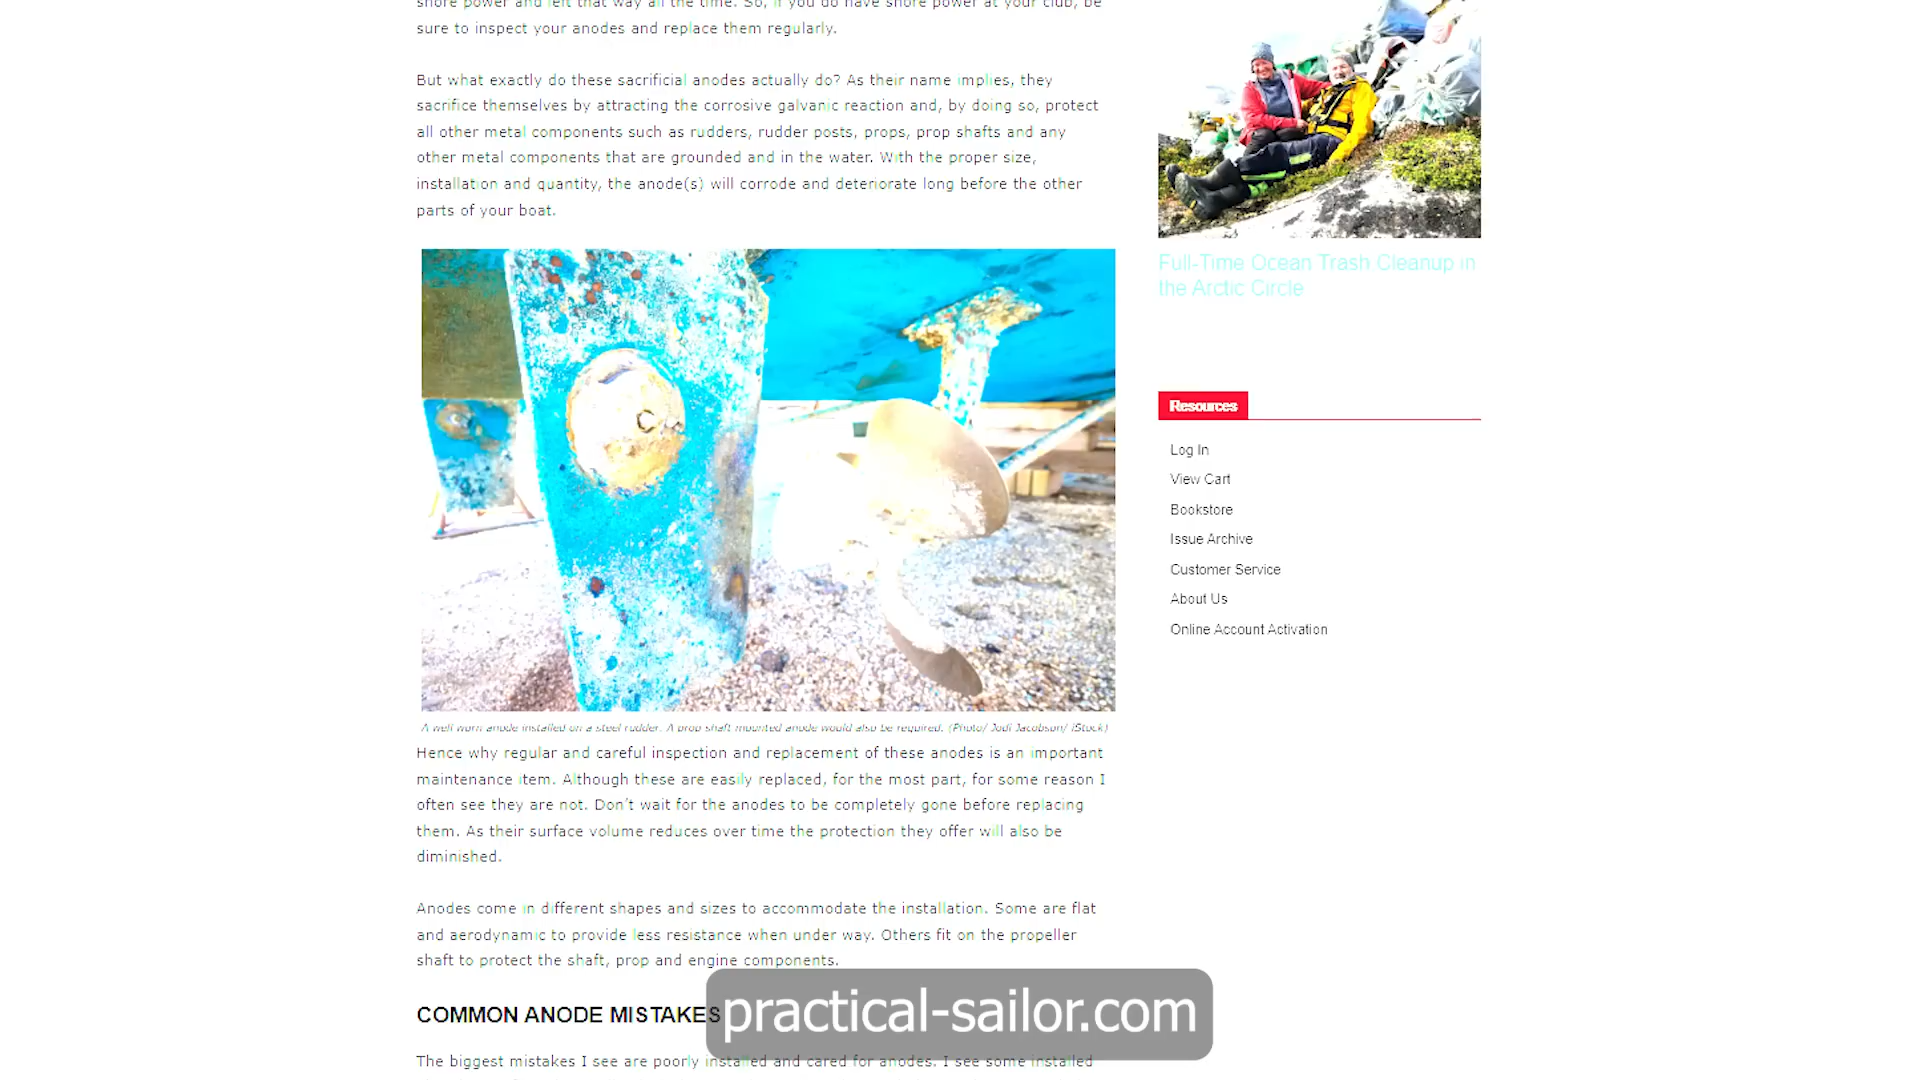 shore power and left that way all the time. So, if you do have shore power at your club, be
sure to inspect your anodes and replace them regularly.
But what exactly do these sacrificial anodes actually do? As their name implies, they
sacrifice themselves by attracting the corrosive galvanic reaction and, by doing so, protect
all other metal components such as rudders, rudder posts, props, prop shafts and any
other metal components that are grounded and in the water. With the proper size,
installation and quantity, the anode(s) will corrode and deteriorate long before the other
parts of your boat.
A well worn anode installed on a steel rudder. A prop shaft mounted anode would also be required. (Photo/ Jodi Jacobson/ iStock)
Hence why regular and careful inspection and replacement of these anodes is an important
maintenance item. Although these are easily replaced, for the most part, for some reason I
often see they are not. Don't wait for the anodes to be completely gone before replacing
them. As their surface volume reduces over time the protection they offer will also be
diminished.
Anodes come in different shapes and sizes to accommodate the installation. Some are flat
and aerodynamic to provide less resistance when under way. Others fit on the propeller
shaft to protect the shaft, prop and engine components.
COMMON ANODE MISTAKES
The biggest mistakes I see are poorly installed and cared for anodes. I see some installed
Full-Time Ocean Trash Cleanup in
the Arctic Circle
Resources
Log In
View Cart
Bookstore
Issue Archive
Customer Service
About Us
Online Account Activation
practical-sailor.com